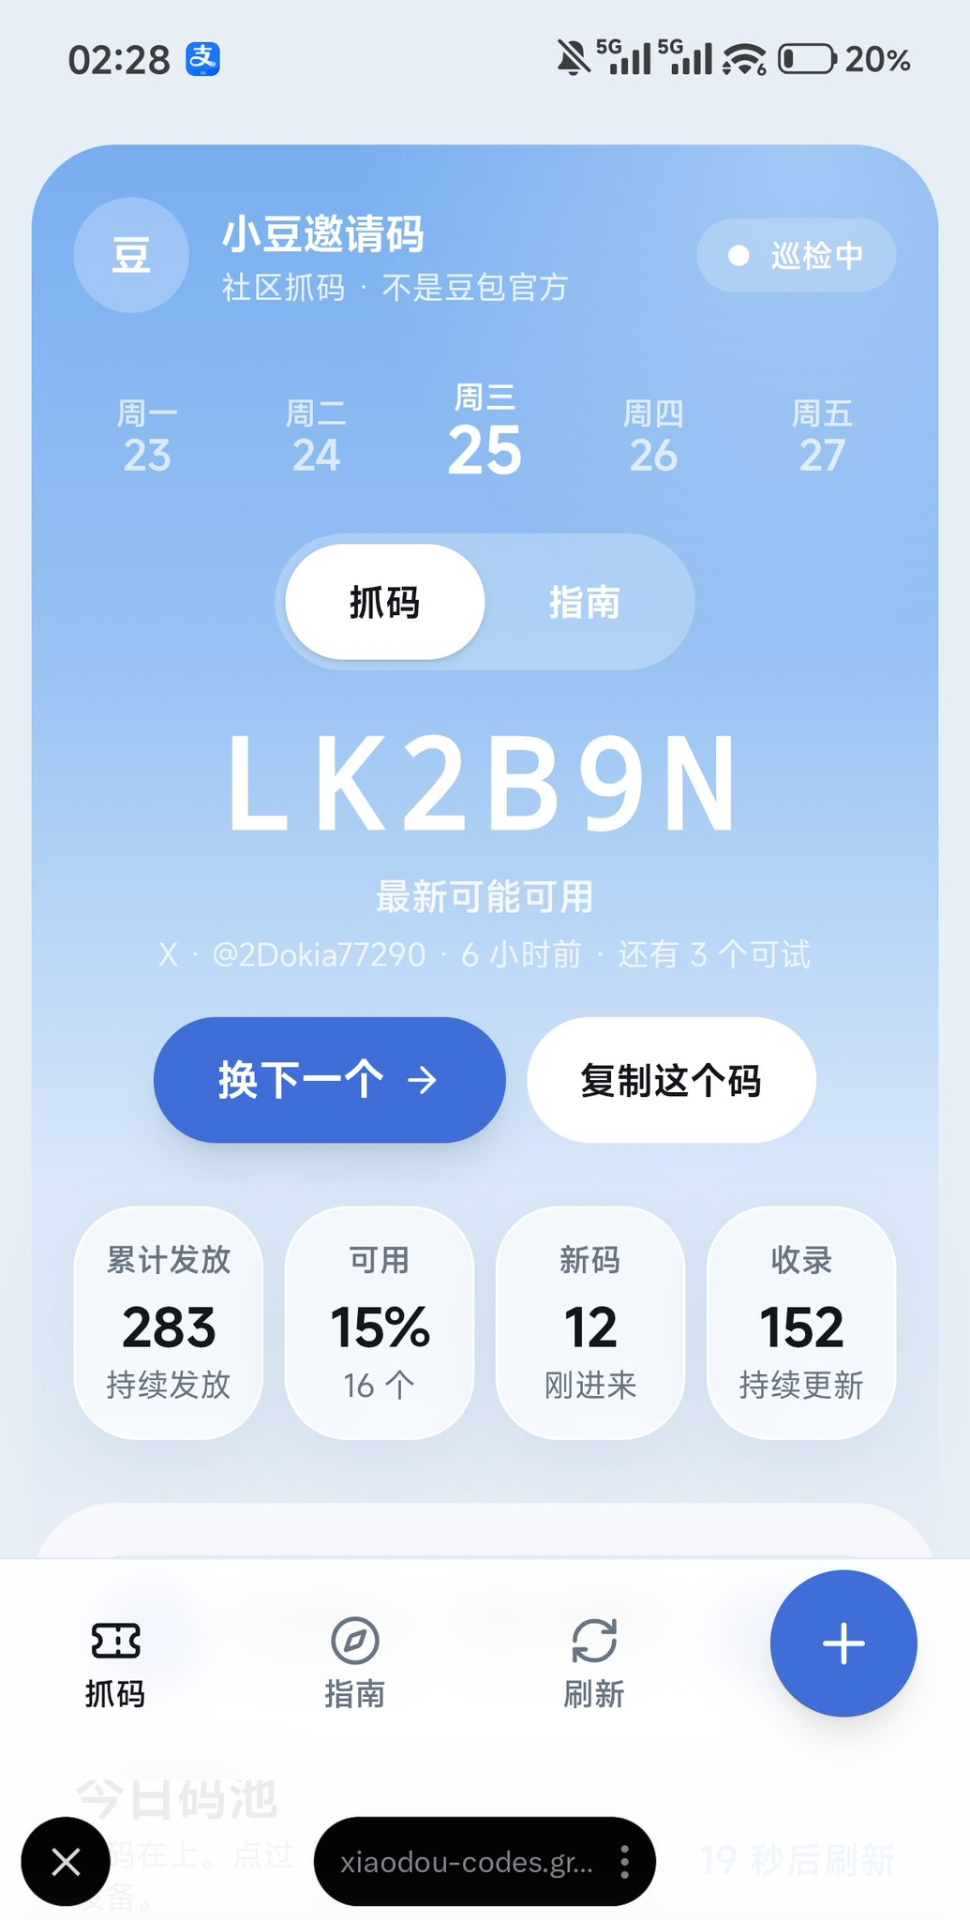 02:28 支 5G 5G 6 20%
豆
小豆邀请码
社区抓码 · 不是豆包官方
巡检中
周一 周二 周三 周四 周五
23 24 25 26 27
抓码 指南
LK2B9N
最新可能可用
X · @2Dokia77290 · 6 小时前 · 还有 3 个可试
换下一个 →
复制这个码
累计发放 可用 新码 收录
283 15% 12 152
持续发放 16 个 刚进来 持续更新
抓码 指南 刷新
今日码池
码在上。点过
备。
xiaodou-codes.gr...
19 秒后刷新